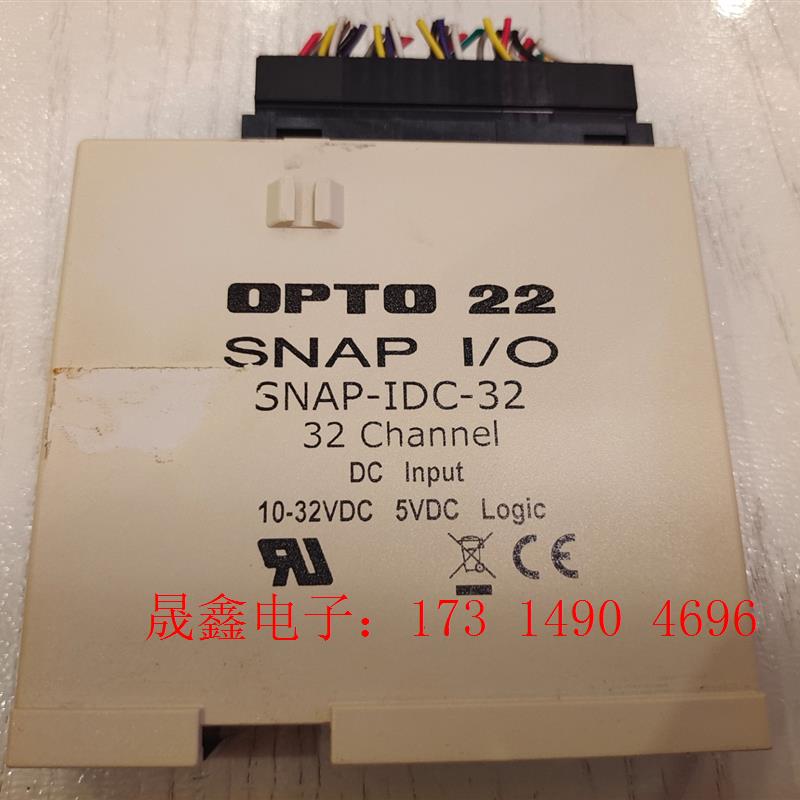 OPTO 22
SNAP I/O
SNAP-IDC-32
32 Channel
DC Input
10-32VDC 5VDC Logic
RU CE
晟鑫电子：173 1490 4696